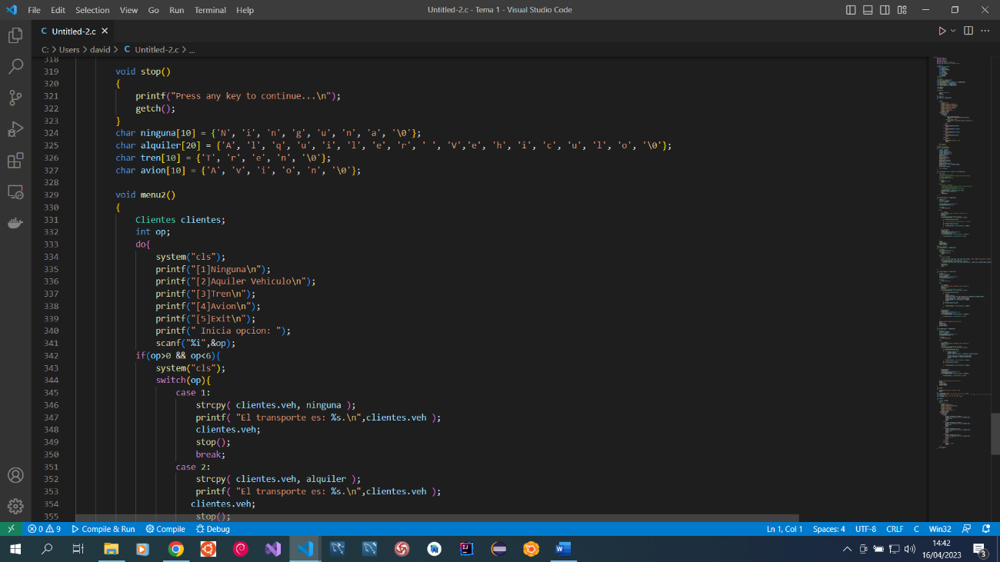 File Edit Selection View Go Run Terminal Help Untitled-2.c - Tema 1 - Visual Studio Code
C Untitled-2.c
C: > Users > david > C Untitled-2.c > ...
318
319 void stop()
320 {
321 printf("Press any key to continue...\n");
322 getch();
323 }
324 char ninguna[10] = {'N', 'i', 'n', 'g', 'u', 'n', 'a', '\0'};
325 char alquiler[20] = {'A', 'l', 'q', 'u', 'i', 'l', 'e', 'r', ' ', 'V','e', 'h', 'i', 'c', 'u', 'l', 'o', '\0'};
326 char tren[10] = {'T', 'r', 'e', 'n', '\0'};
327 char avion[10] = {'A', 'v', 'i', 'o', 'n', '\0'};
328
329 void menu2()
330 {
331 Clientes clientes;
332 int op;
333 do{
334 system("cls");
335 printf("[1]Ninguna\n");
336 printf("[2]Aquiler Vehiculo\n");
337 printf("[3]Tren\n");
338 printf("[4]Avion\n");
339 printf("[5]Exit\n");
340 printf(" Inicia opcion: ");
341 scanf("%i",&op);
342 if(op>0 && op<6){
343 system("cls");
344 switch(op){
345 case 1:
346 strcpy( clientes.veh, ninguna );
347 printf( "El transporte es: %s.\n",clientes.veh );
348 clientes.veh;
349 stop();
350 break;
351 case 2:
352 strcpy( clientes.veh, alquiler );
353 printf( "El transporte es: %s.\n",clientes.veh );
354 clientes.veh;
355 stop();
0 9 Compile & Run Compile Debug Ln 1, Col 1 Spaces: 4 UTF-8 CRLF C Win32
14:42
16/04/2023
3